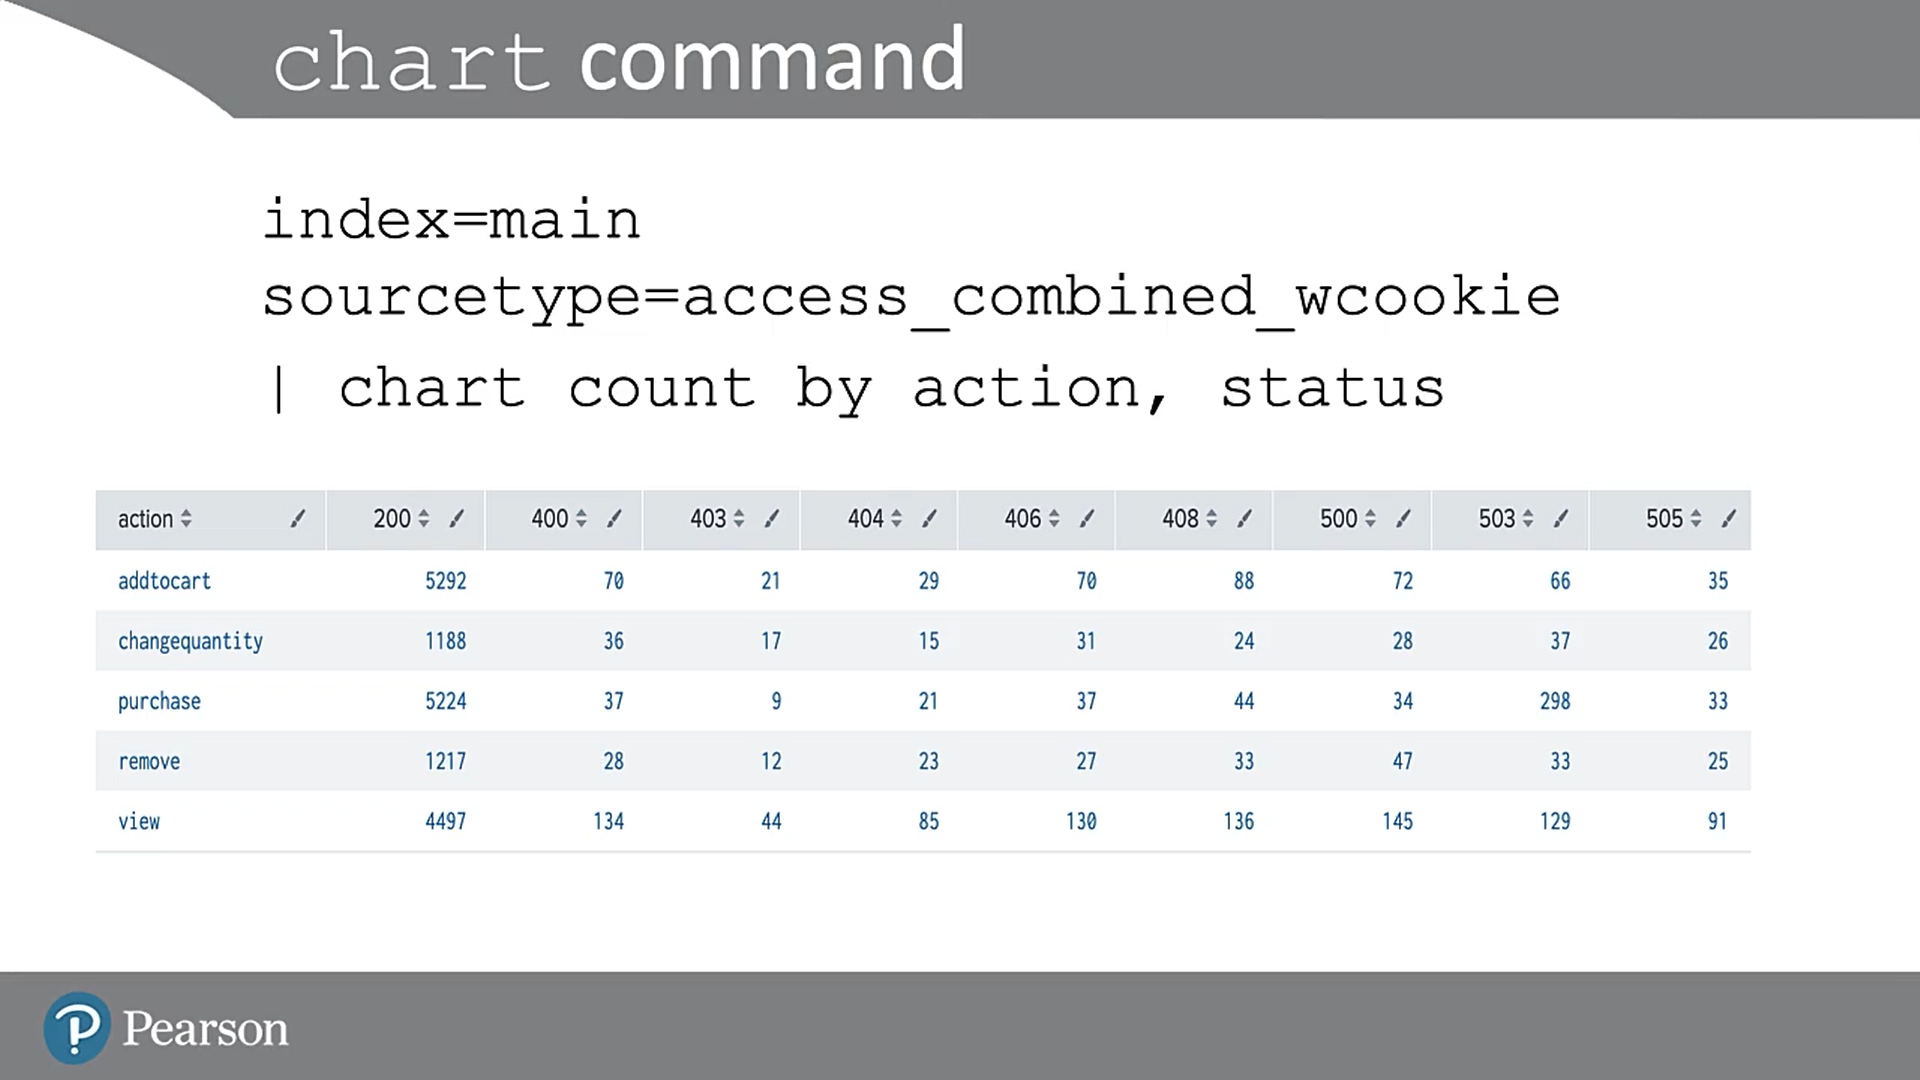 chart command
index=main
sourcetype=access_combined_wcookie
| chart count by action, status
action 200 400 403 404 406 408 500 503 505
addtocart 5292 70 21 29 70 88 72 66 35
changequantity 1188 36 17 15 31 24 28 37 26
purchase 5224 37 9 21 37 44 34 298 33
remove 1217 28 12 23 27 33 47 33 25
view 4497 134 44 85 130 136 145 129 91
Pearson